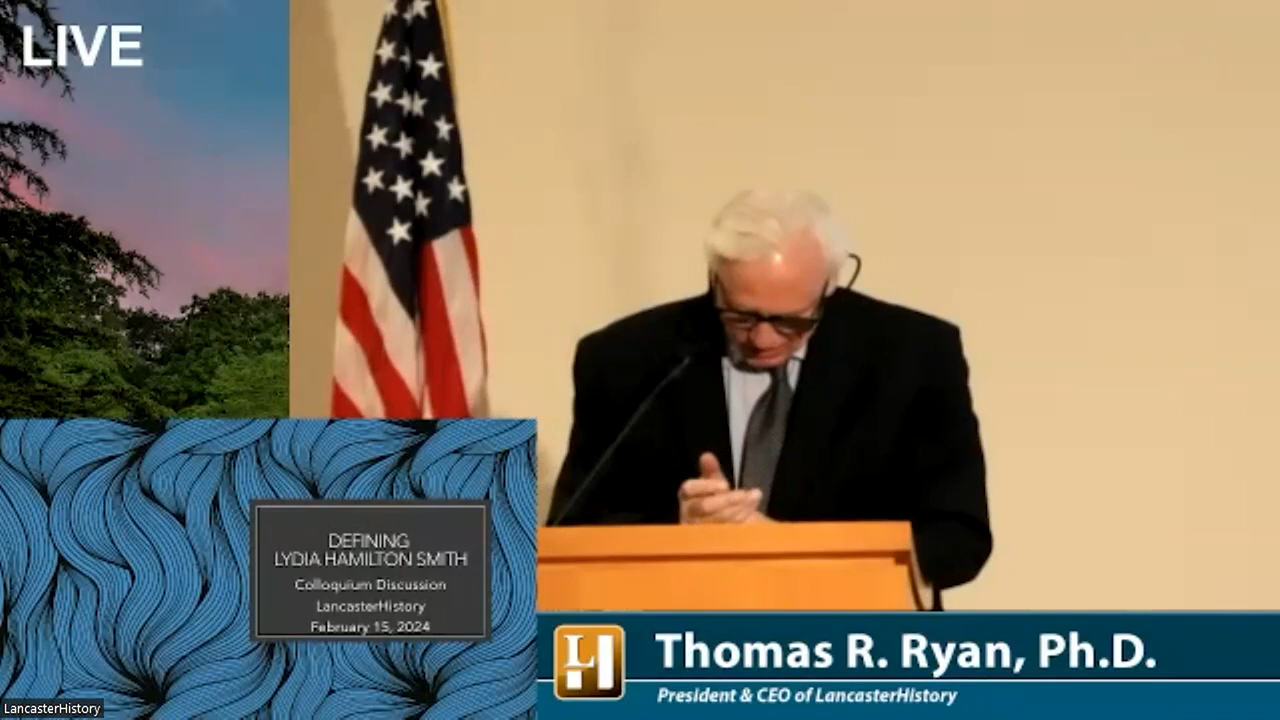 LIVE
DEFINING
LYDIA HAMILTON SMITH
Colloquium Discussion
LancasterHistory
February 15, 2024
LH
Thomas R. Ryan, Ph.D.
President & CEO of LancasterHistory
LancasterHistory